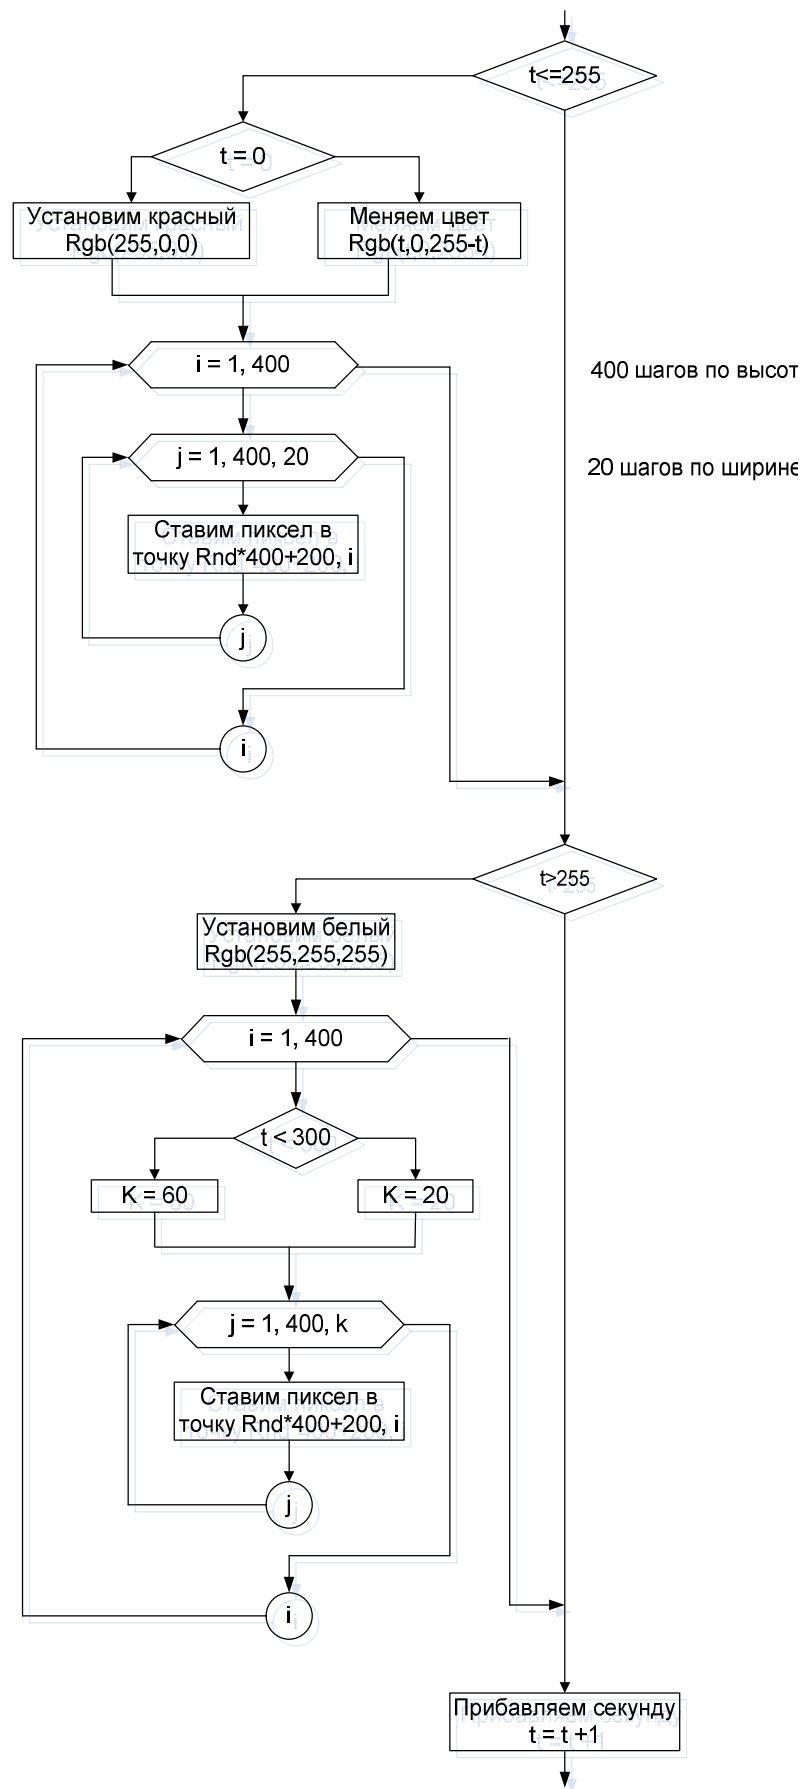 t<=255
t = 0
Установим красный
Rgb(255,0,0)
Меняем цвет
Rgb(t,0,255-t)
i = 1, 400
400 шагов по высот
j = 1, 400, 20
20 шагов по ширине
Ставим пиксел в
точку Rnd*400+200, i
j
i
t>255
Установим белый
Rgb(255,255,255)
i = 1, 400
t < 300
K = 60
K = 20
j = 1, 400, k
Ставим пиксел в
точку Rnd*400+200, i
j
i
Прибавляем секунду
t = t +1